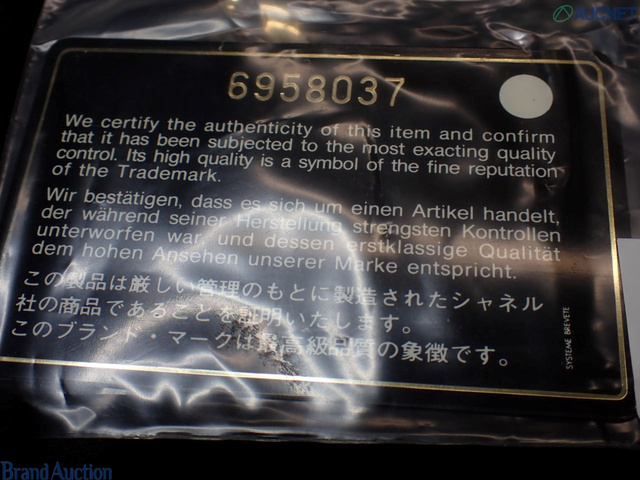 AUCNET
6958037
We certify the authenticity of this item and confirm
that it has been subjected to the most exacting quality
control. Its high quality is a symbol of the fine reputation
of the Trademark.
Wir bestätigen, dass es sich um einen Artikel handelt,
der während seiner Herstellung strengsten Kontrollen
unterworfen war, und dessen erstklassige Qualität
dem hohen Ansehen unserer Marke entspricht.
この製品は厳しい管理のもとに製造されたシャネル
社の商品であることを証明いたします。
このブランド・マークは最高級品質の象徴です。
SYSTEME BREVETE
Brand Auction